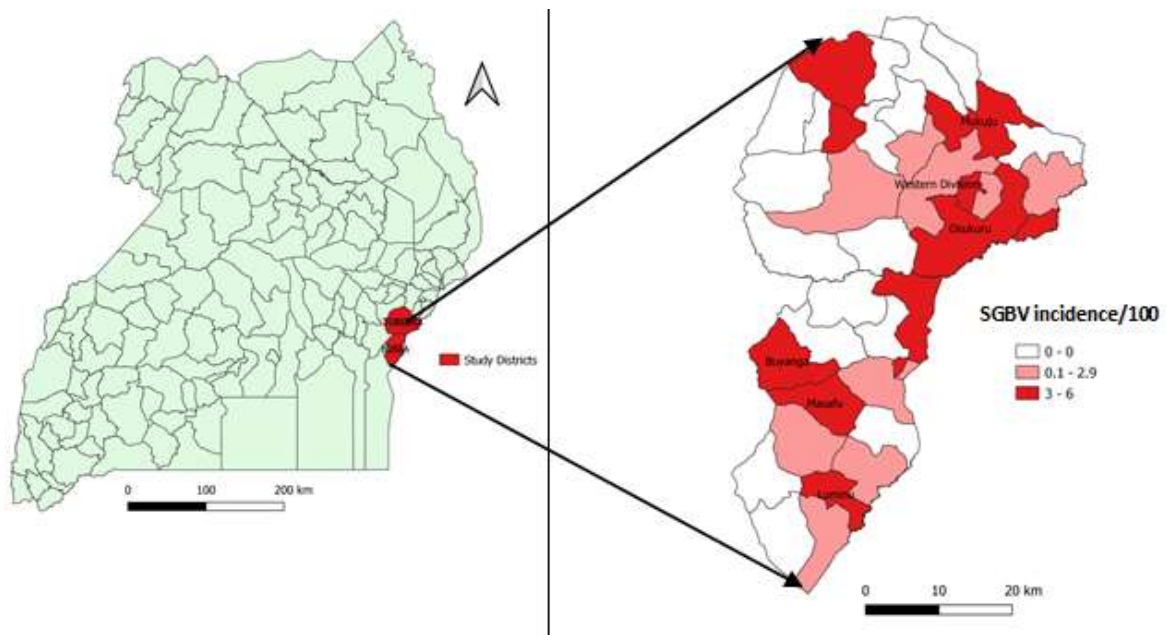 Study Districts
0 100 200 km
Mukuju
Western Division
Osukuru
Buyanga
Masafu
Lumino
SGBV incidence/100
0 - 0
0.1 - 2.9
3 - 6
0 10 20 km